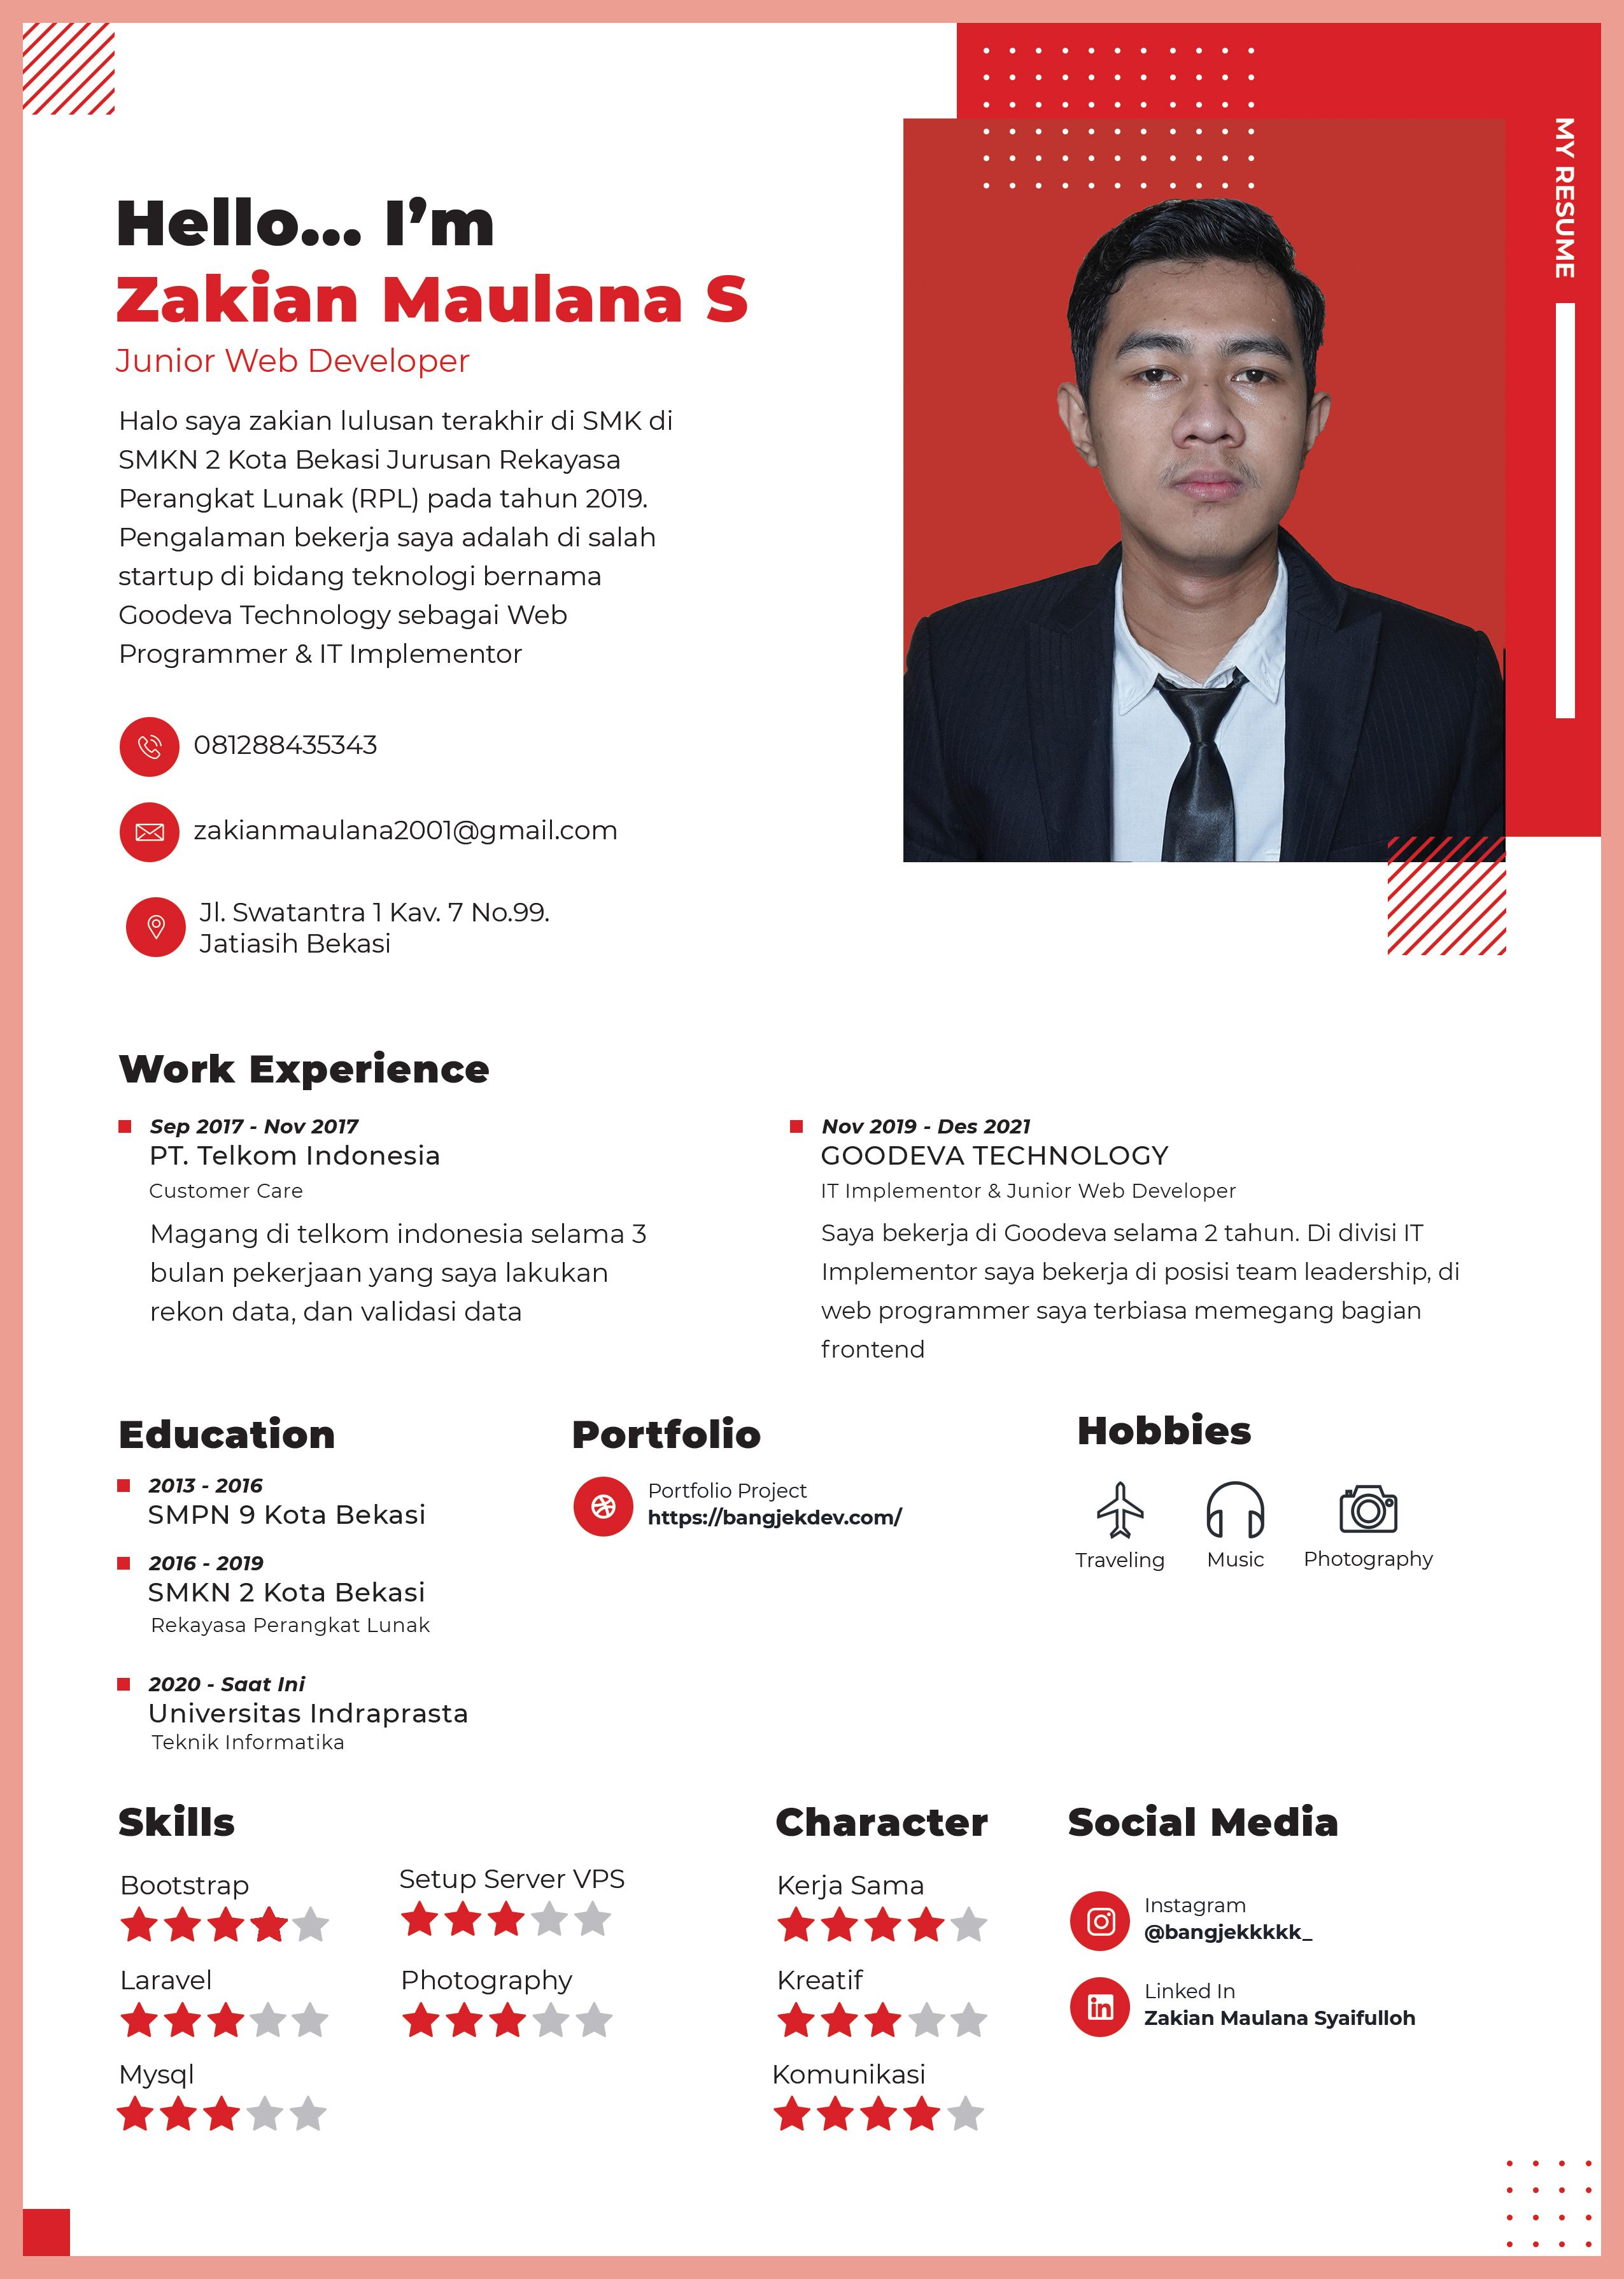 MY RESUME
Hello... I’m
Zakian Maulana S
Junior Web Developer
Halo saya zakian lulusan terakhir di SMK di
SMKN 2 Kota Bekasi Jurusan Rekayasa
Perangkat Lunak (RPL) pada tahun 2019.
Pengalaman bekerja saya adalah di salah
startup di bidang teknologi bernama
Goodeva Technology sebagai Web
Programmer & IT Implementor
081288435343
zakianmaulana2001@gmail.com
Jl. Swatantra 1 Kav. 7 No.99.
Jatiasih Bekasi
Work Experience
Sep 2017 - Nov 2017
PT. Telkom Indonesia
Customer Care
Magang di telkom indonesia selama 3
bulan pekerjaan yang saya lakukan
rekon data, dan validasi data
Nov 2019 - Des 2021
GOODEVA TECHNOLOGY
IT Implementor & Junior Web Developer
Saya bekerja di Goodeva selama 2 tahun. Di divisi IT
Implementor saya bekerja di posisi team leadership, di
web programmer saya terbiasa memegang bagian
frontend
Education
2013 - 2016
SMPN 9 Kota Bekasi
2016 - 2019
SMKN 2 Kota Bekasi
Rekayasa Perangkat Lunak
2020 - Saat Ini
Universitas Indraprasta
Teknik Informatika
Portfolio
Portfolio Project
https://bangjekdev.com/
Hobbies
Traveling
Music
Photography
Skills
Bootstrap
Laravel
Mysql
Setup Server VPS
Photography
Character
Kerja Sama
Kreatif
Komunikasi
Social Media
Instagram
@bangjekkkkk_
Linked In
Zakian Maulana Syaifulloh